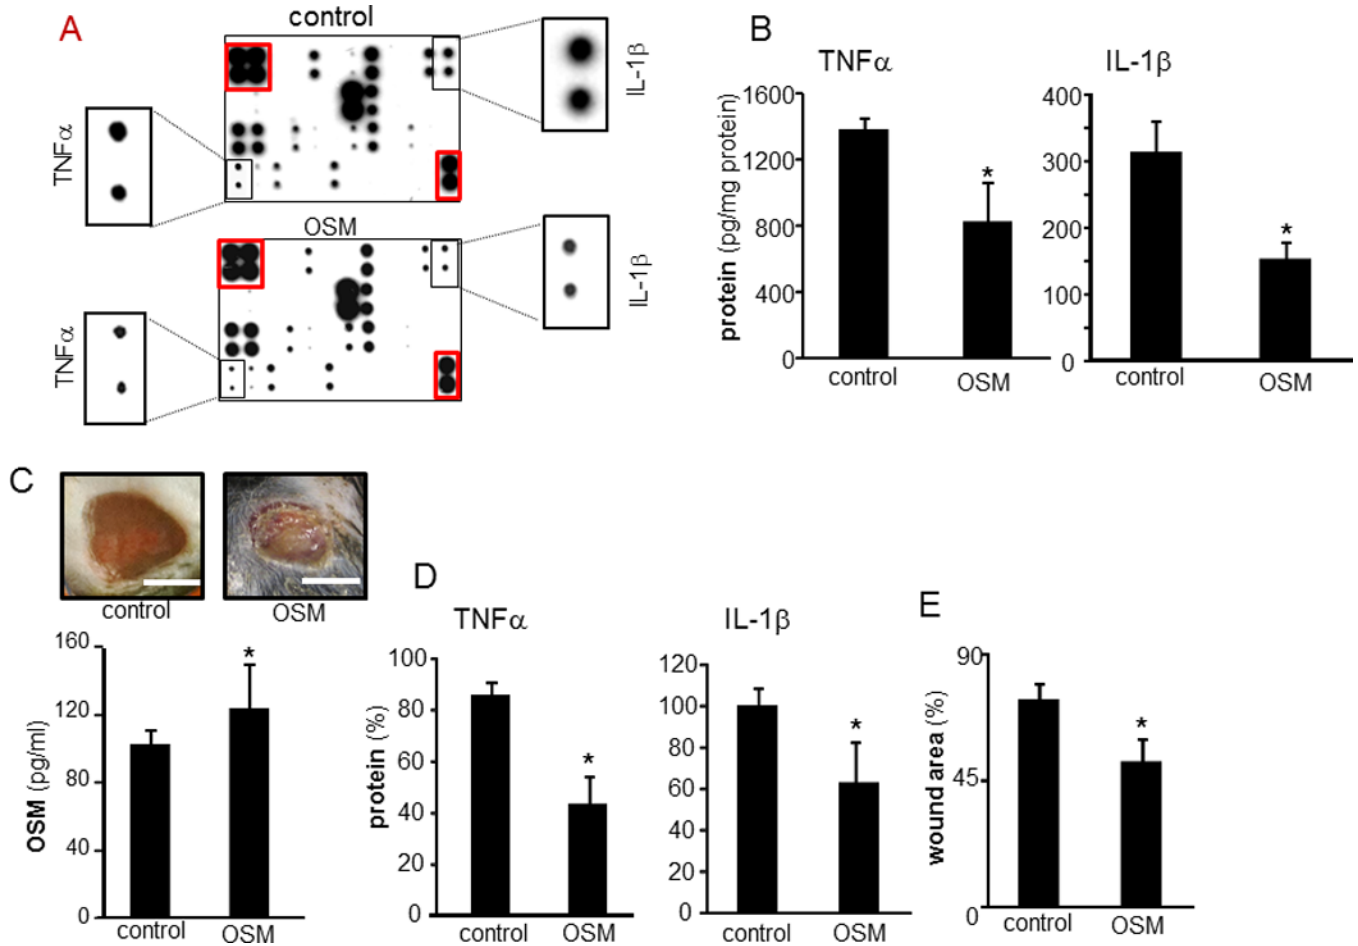 A
control
TNFα
IL-1β
OSM
TNFα
IL-1β
B
TNFα
IL-1β
protein (pg/mg protein)
1600
1200
800
400
0
control
OSM
400
300
200
100
0
control
OSM
*
*
C
control
OSM
OSM (pg/ml)
160
120
80
40
0
*
control
OSM
D
TNFα
IL-1β
protein (%)
100
80
60
40
20
0
*
control
OSM
120
100
80
60
40
20
0
*
control
OSM
E
wound area (%)
90
45
0
*
control
OSM